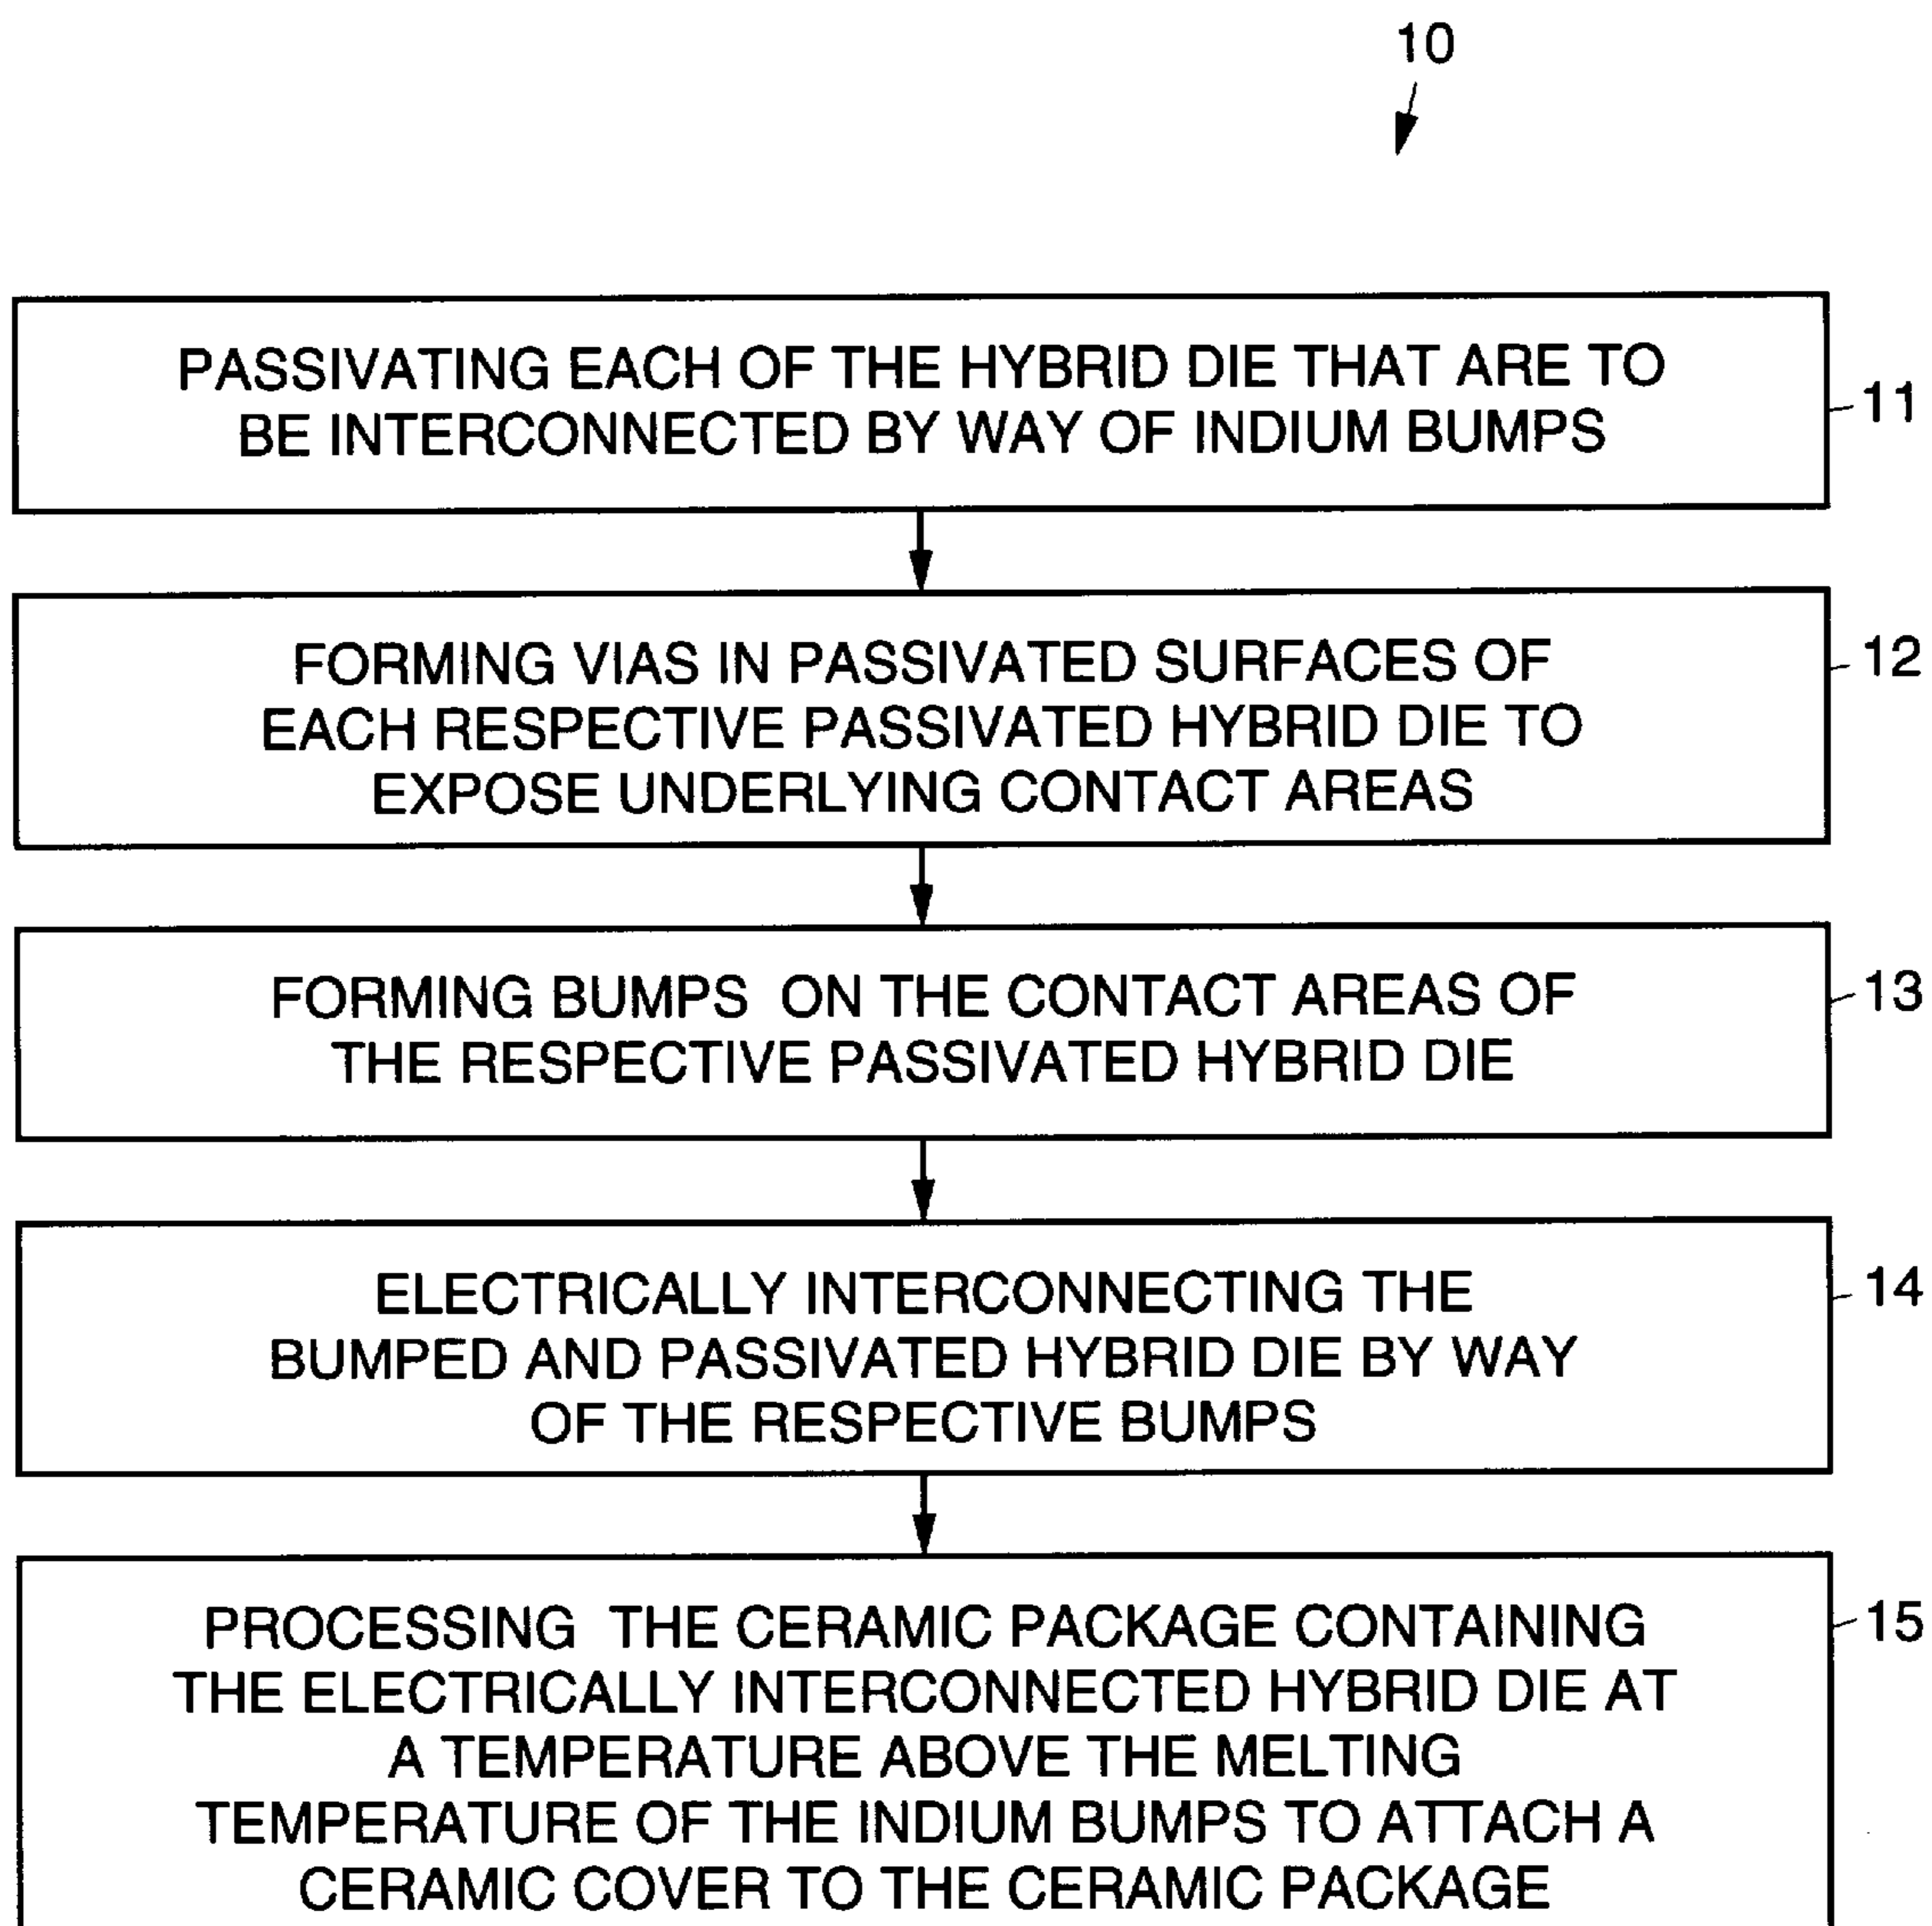 10
PASSIVATING EACH OF THE HYBRID DIE THAT ARE TO
BE INTERCONNECTED BY WAY OF INDIUM BUMPS
11
FORMING VIAS IN PASSIVATED SURFACES OF
EACH RESPECTIVE PASSIVATED HYBRID DIE TO
EXPOSE UNDERLYING CONTACT AREAS
12
FORMING BUMPS ON THE CONTACT AREAS OF
THE RESPECTIVE PASSIVATED HYBRID DIE
13
ELECTRICALLY INTERCONNECTING THE
BUMPED AND PASSIVATED HYBRID DIE BY WAY
OF THE RESPECTIVE BUMPS
14
PROCESSING THE CERAMIC PACKAGE CONTAINING
THE ELECTRICALLY INTERCONNECTED HYBRID DIE AT
A TEMPERATURE ABOVE THE MELTING
TEMPERATURE OF THE INDIUM BUMPS TO ATTACH A
CERAMIC COVER TO THE CERAMIC PACKAGE
15